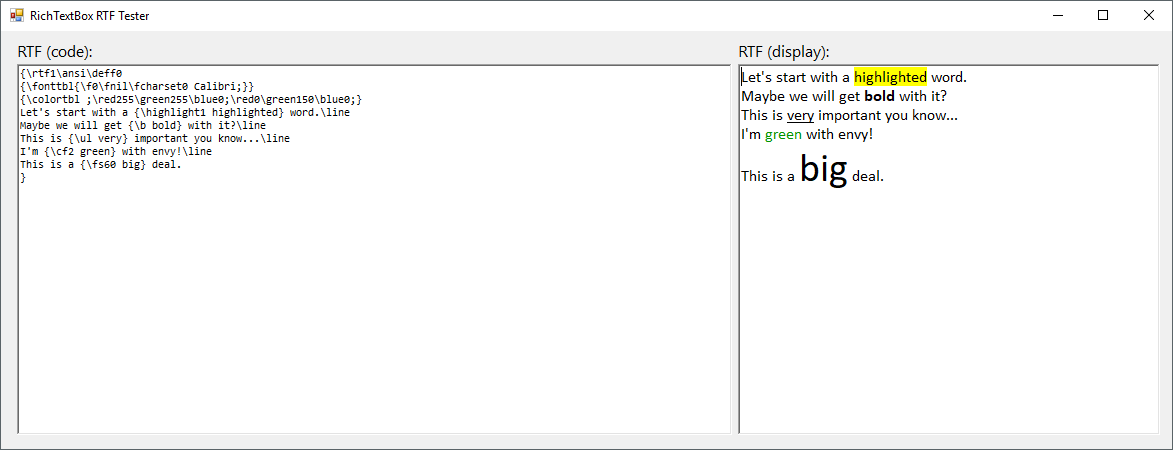 RichTextBox RTF Tester
RTF (code):
{\rtf1\ansi\deff0
{\fonttbl{\f0\fnil\fcharset0 Calibri;}}
{\colortbl ;\red255\green255\blue0;\red0\green150\blue0;}
Let's start with a {\highlight1 highlighted} word.\line
Maybe we will get {\b bold} with it?\line
This is {\ul very} important you know...\line
I'm {\cf2 green} with envy!\line
This is a {\fs60 big} deal.
}
RTF (display):
Let's start with a highlighted word.
Maybe we will get bold with it?
This is very important you know...
I'm green with envy!
This is a big deal.